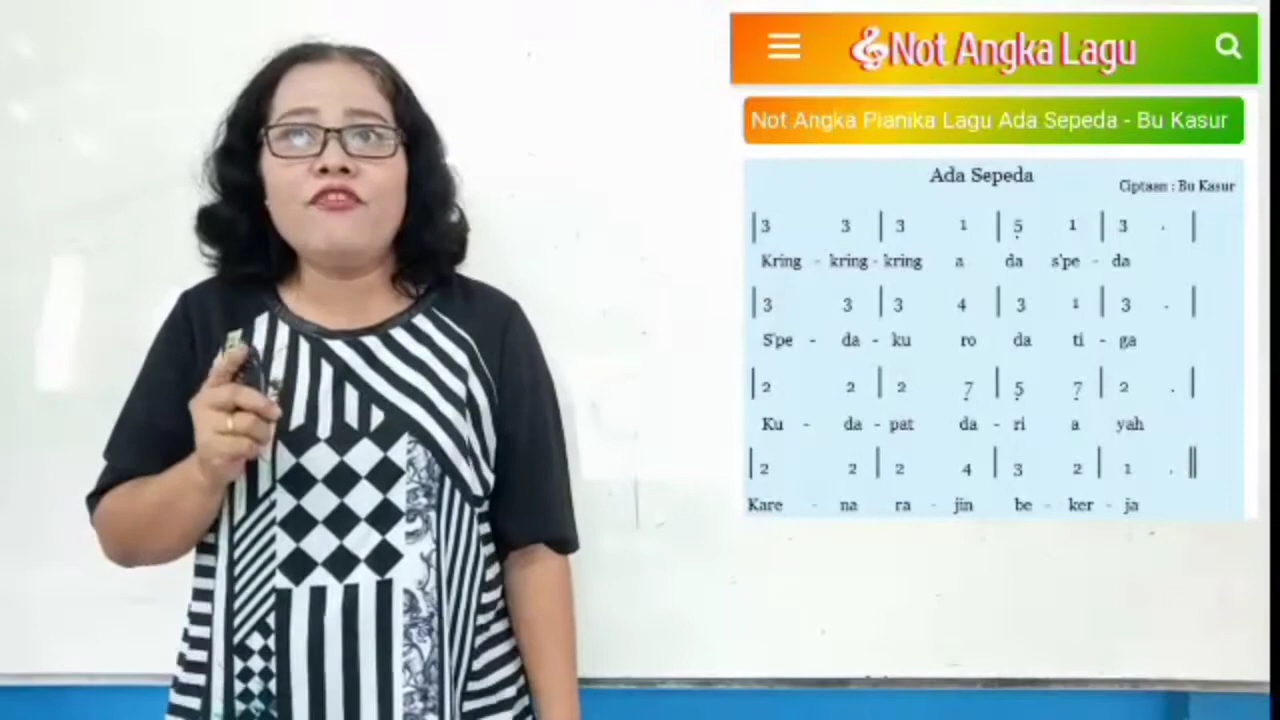 Not Angka Lagu
Not Angka Pianika Lagu Ada Sepeda - Bu Kasur
Ada Sepeda
Ciptaan : Bu Kasur
| 3 3 | 3 1 | 5̣ 1 | 3 . |
Kring - kring - kring a da s'pe - da
| 3 3 | 3 4 | 3 1 | 3 . |
S'pe - da - ku ro da ti - ga
| 2 2 | 2 7̣ | 5̣ 7̣ | 2 . |
Ku - da - pat da - ri a yah
| 2 2 | 2 4 | 3 2 | 1 . ||
Kare - na ra - jin be - ker - ja